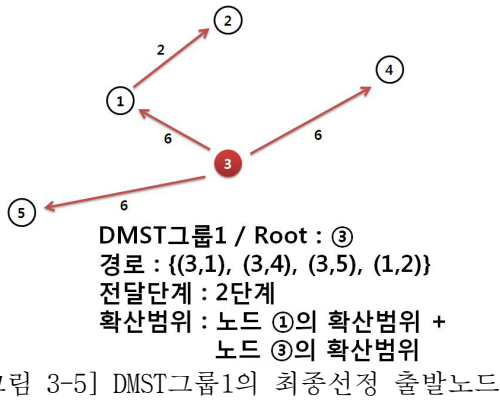 2
4
2
1
6
6
3
6
5
DMST그룹1 / Root : ③
경로 : {(3,1), (3,4), (3,5), (1,2)}
전달단계 : 2단계
확산범위 : 노드 ①의 확산범위 +
노드 ③의 확산범위
림 3-5] DMST그룹1의 최종선정 출발노드